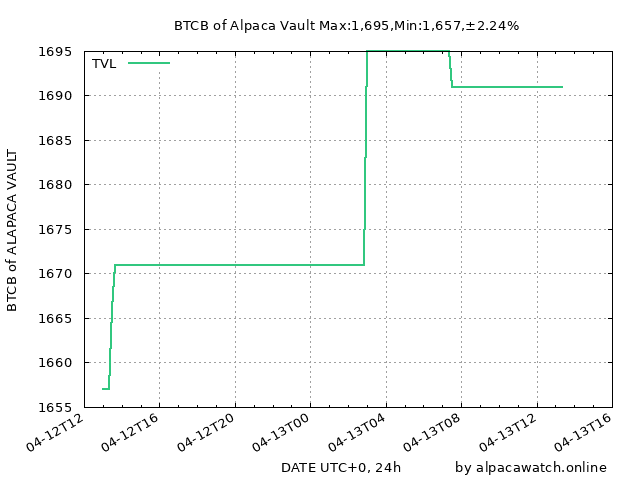 BTCB of Alpaca Vault Max:1,695,Min:1,657,±2.24%
TVL
1695
1690
1685
1680
1675
1670
1665
1660
1655
BTCB of ALAPACA VAULT
04-12T12
04-12T16
04-12T20
04-13T00
04-13T04
04-13T08
04-13T12
04-13T16
DATE UTC+0, 24h
by alpacawatch.online